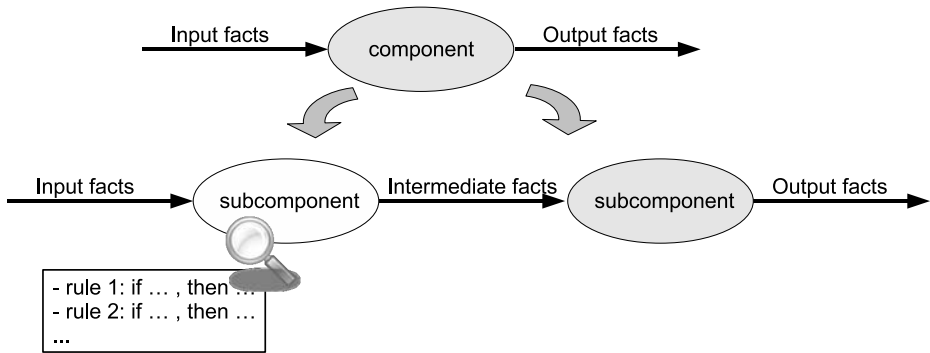 Input facts
component
Output facts
Input facts
subcomponent
Intermediate facts
subcomponent
Output facts
- rule 1: if … , then …
- rule 2: if … , then …
...